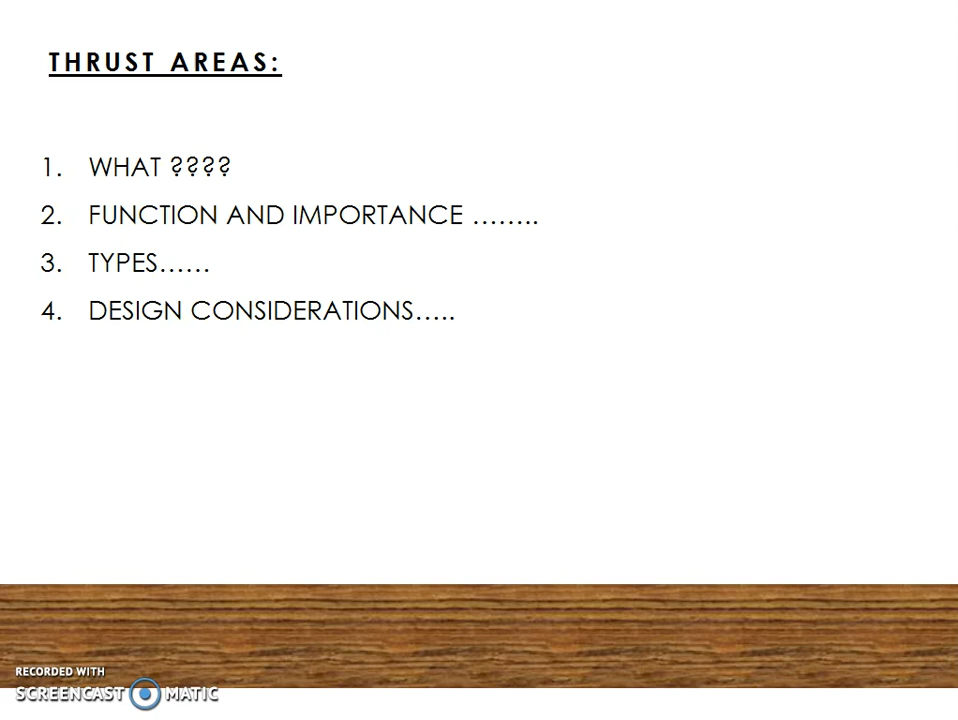 THRUST AREAS:
1. WHAT ????
2. FUNCTION AND IMPORTANCE ........
3. TYPES......
4. DESIGN CONSIDERATIONS.....
RECORDED WITH
SCREENCAST MATIC